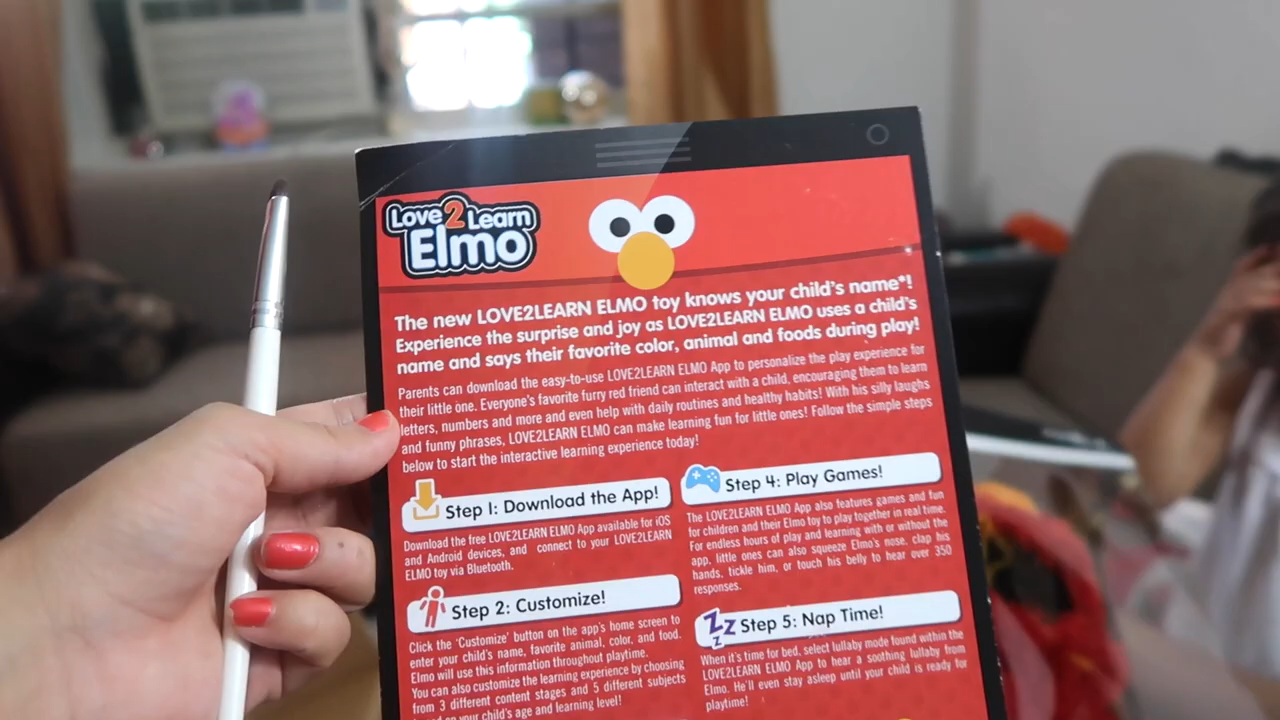 Love2Learn
Elmo
The new LOVE2LEARN ELMO toy knows your child's name*!
Experience the surprise and joy as LOVE2LEARN ELMO uses a child's
name and says their favorite color, animal and foods during play!
Parents can download the easy-to-use LOVE2LEARN ELMO App to personalize the play experience for
their little one. Everyone's favorite furry red friend can interact with a child, encouraging them to learn
letters, numbers and more and even help with daily routines and healthy habits! With his silly laughs
and funny phrases, LOVE2LEARN ELMO can make learning fun for little ones! Follow the simple steps
below to start the interactive learning experience today!
Step 1: Download the App!
Download the free LOVE2LEARN ELMO App available for iOS
and Android devices, and connect to your LOVE2LEARN
ELMO toy via Bluetooth.
Step 2: Customize!
Click the 'Customize' button on the app's home screen to
enter your child's name, favorite animal, color, and food.
Elmo will use this information throughout playtime.
You can also customize the learning experience by choosing
from 3 different content stages and 5 different subjects
on your child's age and learning level!
Step 4: Play Games!
The LOVE2LEARN ELMO App also features games and fun
for children and their Elmo toy to play together in real time.
For endless hours of play and learning with or without the
app, little ones can also squeeze Elmo's nose, clap his
hands, tickle him, or touch his belly to hear over 350
responses.
Step 5: Nap Time!
When it's time for bed, select lullaby mode found within the
LOVE2LEARN ELMO App to hear a soothing lullaby from
Elmo. He'll even stay asleep until your child is ready for
playtime!